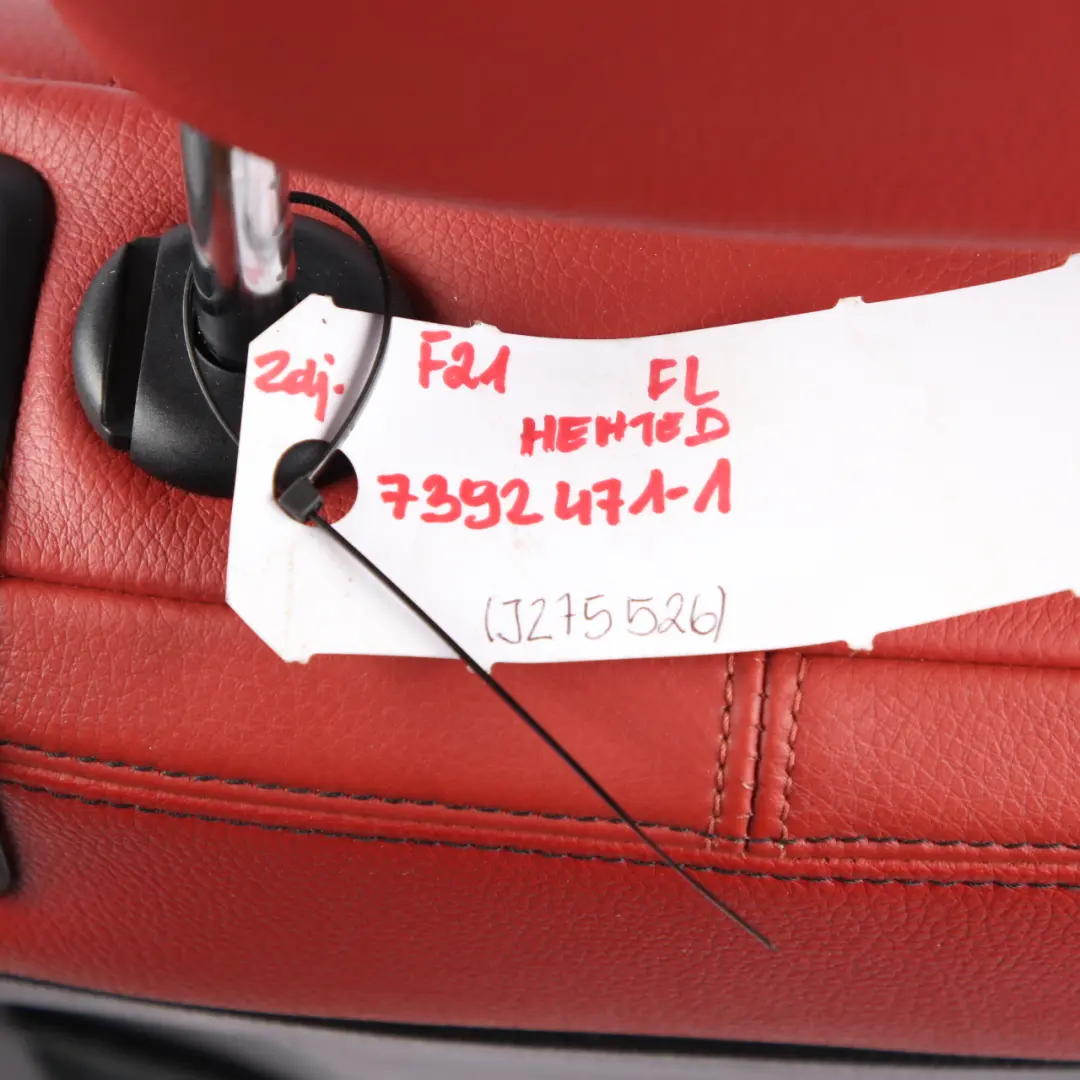 Zdj. F21 FL
HEATED
7392471-1
(J275526)